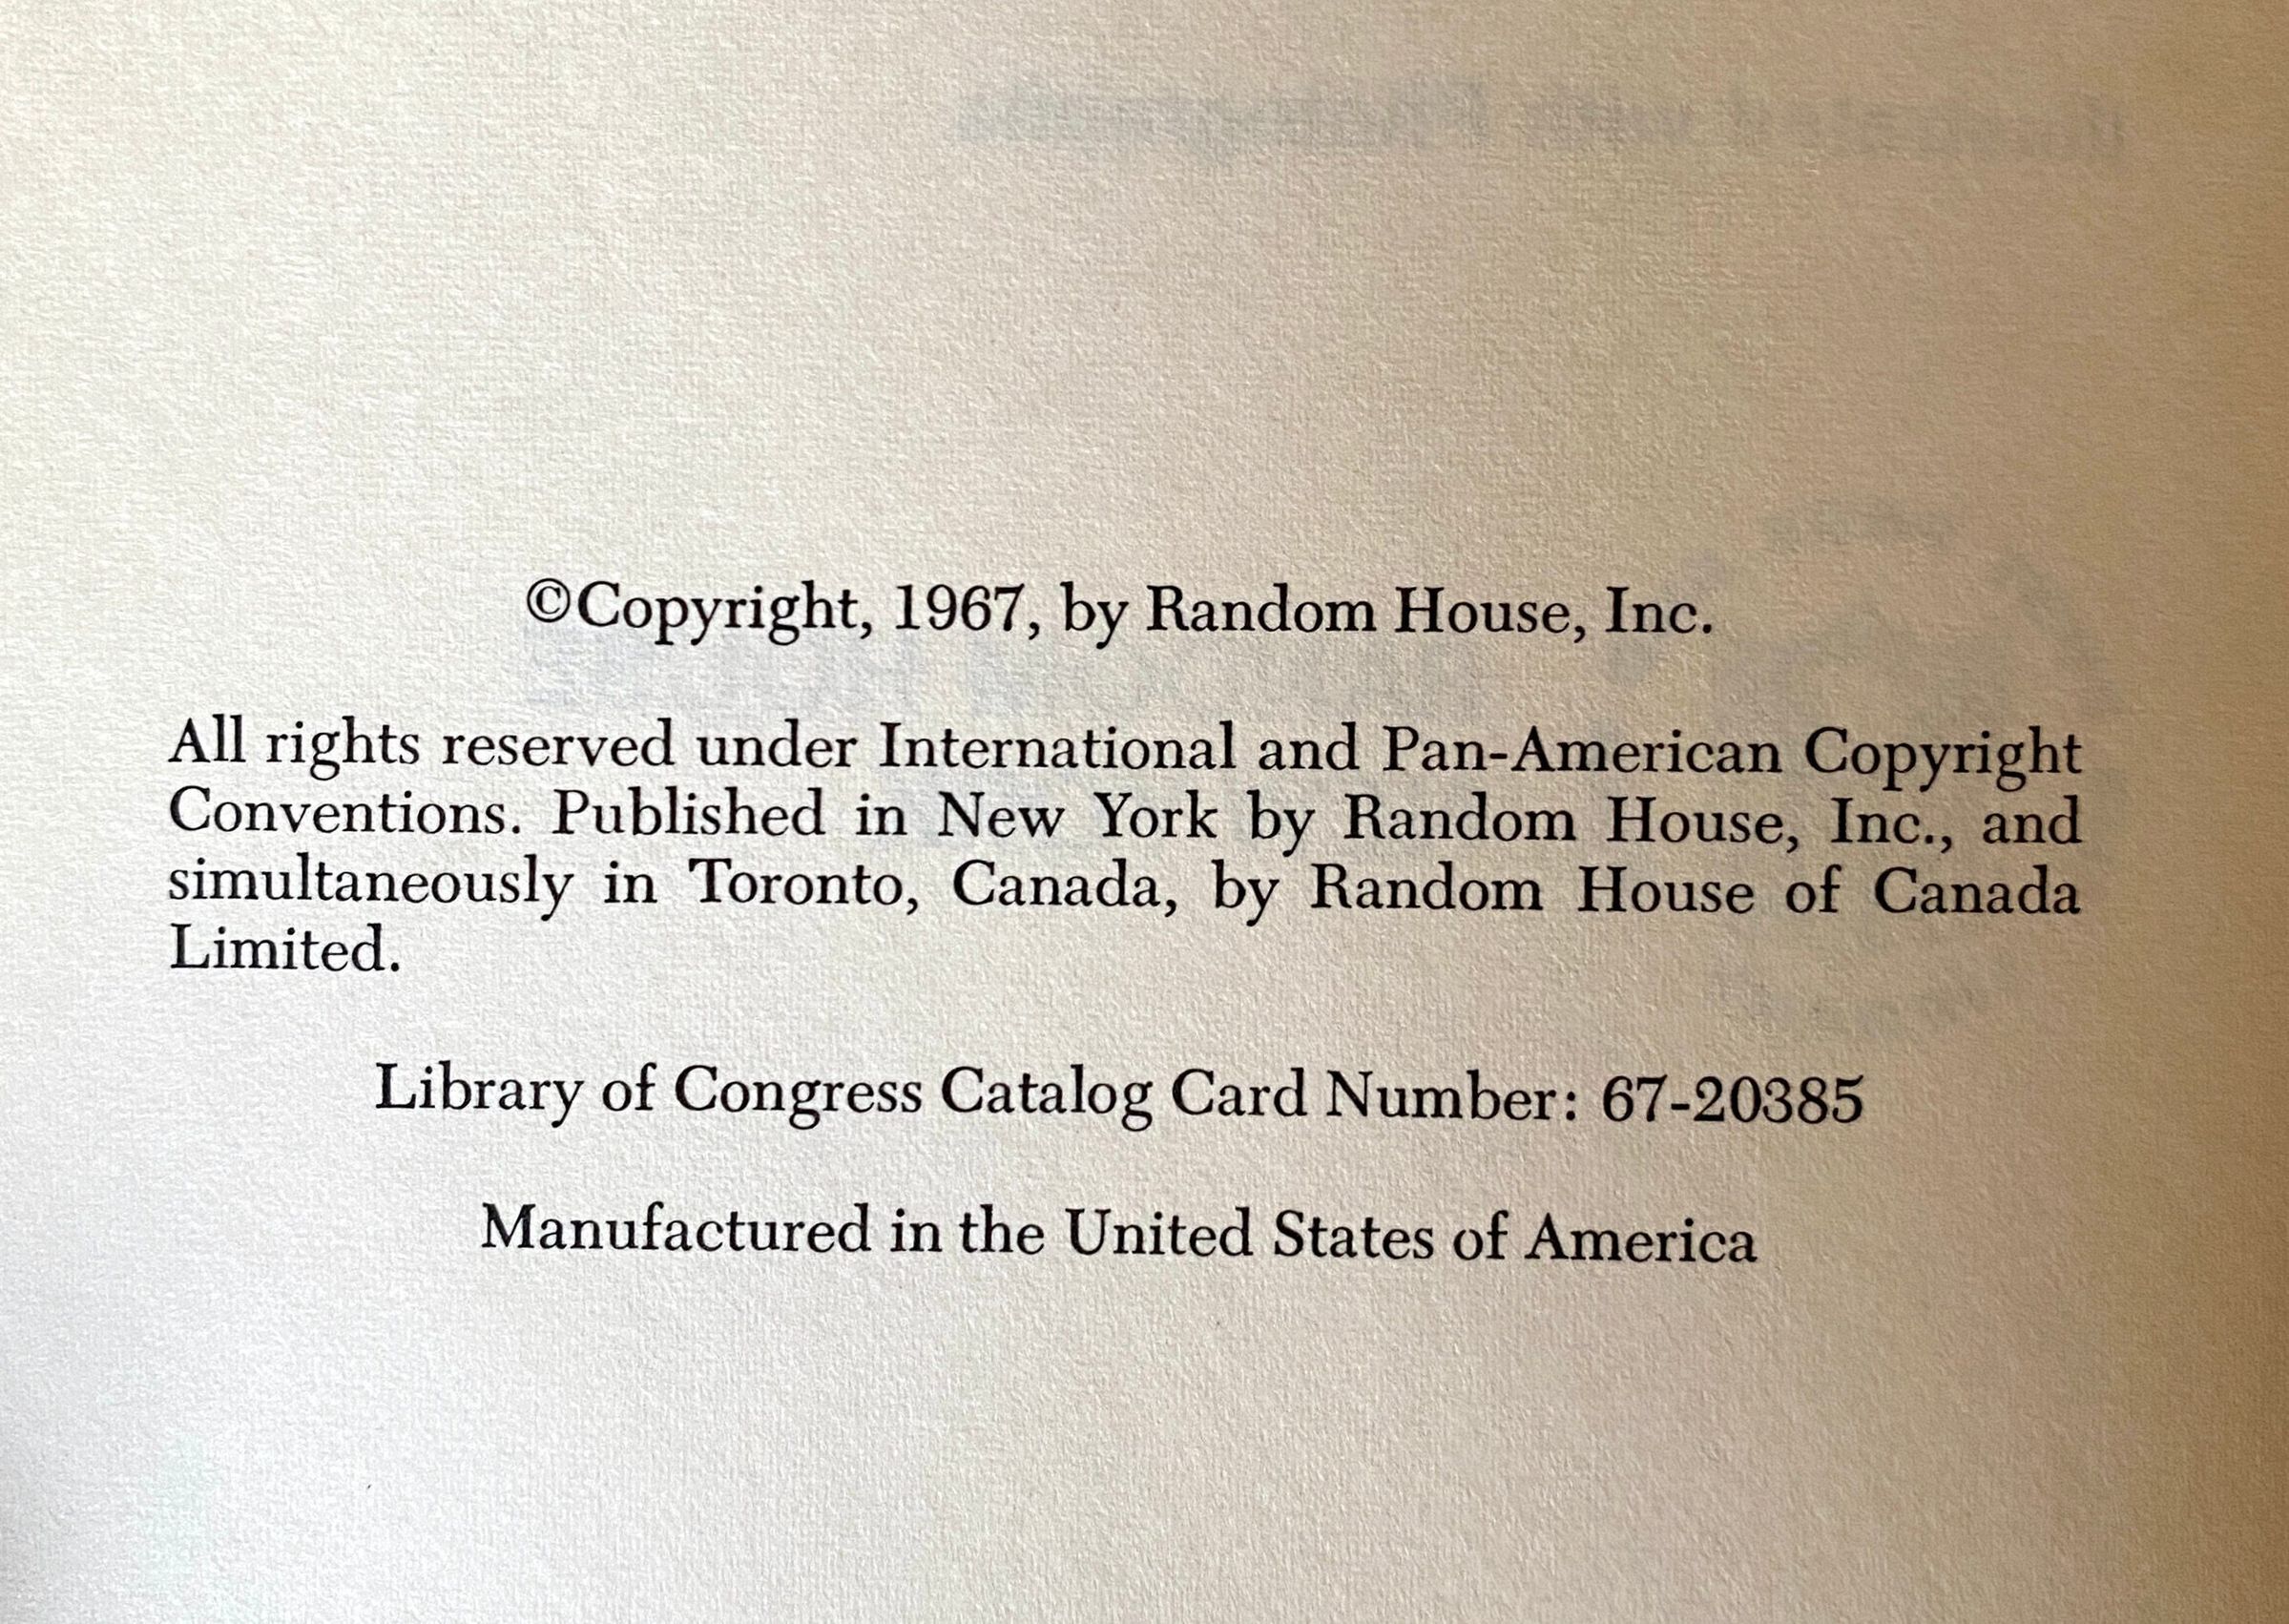 ©Copyright, 1967, by Random House, Inc.
All rights reserved under International and Pan-American Copyright
Conventions. Published in New York by Random House, Inc., and
simultaneously in Toronto, Canada, by Random House of Canada
Limited.
Library of Congress Catalog Card Number: 67-20385
Manufactured in the United States of America